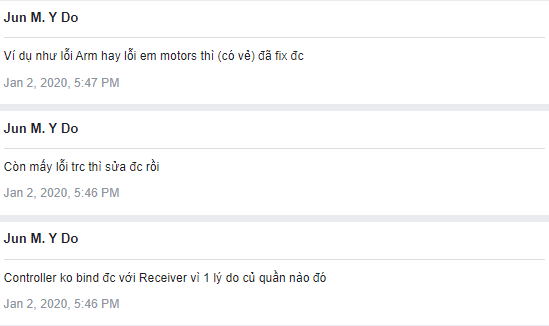 Jun M. Y Do
Ví dụ như lỗi Arm hay lỗi em motors thì (có vẻ) đã fix đc
Jan 2, 2020, 5:47 PM
Jun M. Y Do
Còn mấy lỗi trc thì sửa đc rồi
Jan 2, 2020, 5:46 PM
Jun M. Y Do
Controller ko bind đc với Receiver vì 1 lý do củ quần nào đó
Jan 2, 2020, 5:46 PM